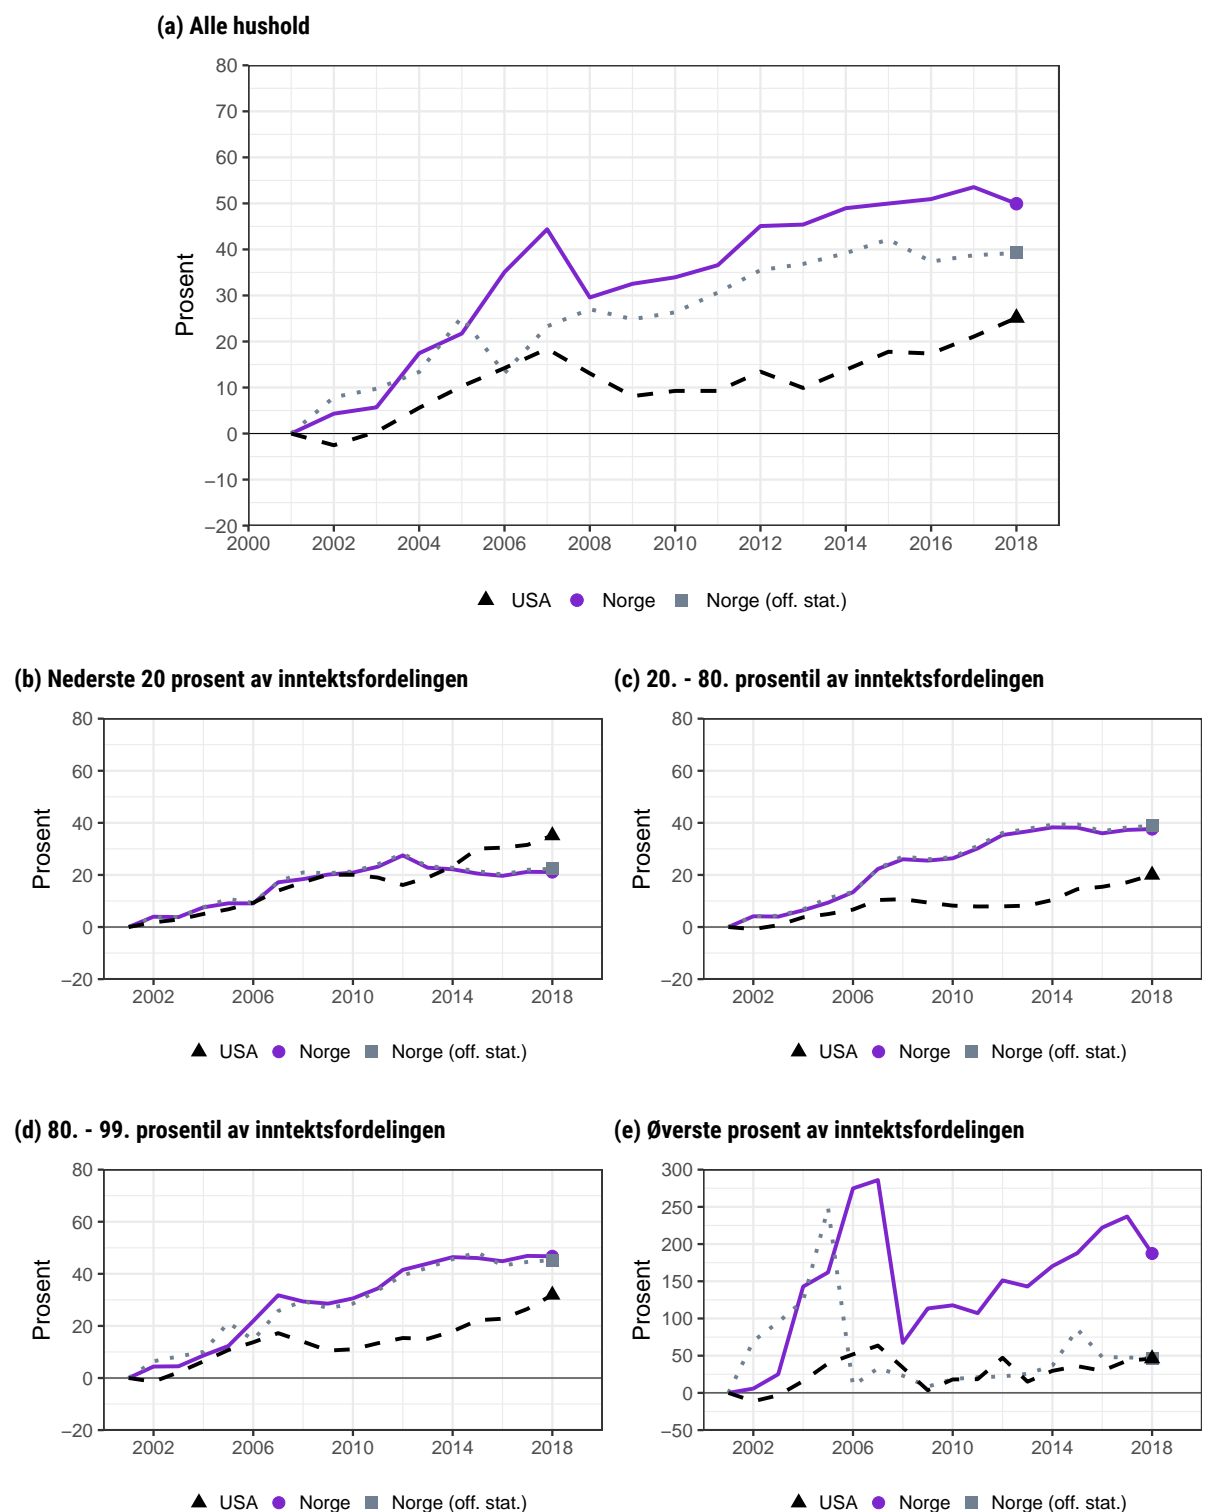 (a) Alle hushold
80
70
60
50
40
30
20
10
0
−10
−20
Prosent
2000 2002 2004 2006 2008 2010 2012 2014 2016 2018
USA Norge Norge (off. stat.)
(b) Nederste 20 prosent av inntektsfordelingen
80
60
40
20
0
−20
Prosent
2002 2006 2010 2014 2018
USA Norge Norge (off. stat.)
(c) 20. - 80. prosentil av inntektsfordelingen
80
60
40
20
0
−20
Prosent
2002 2006 2010 2014 2018
USA Norge Norge (off. stat.)
(d) 80. - 99. prosentil av inntektsfordelingen
80
60
40
20
0
−20
Prosent
2002 2006 2010 2014 2018
USA Norge Norge (off. stat.)
(e) Øverste prosent av inntektsfordelingen
300
250
200
150
100
50
0
−50
Prosent
2002 2006 2010 2014 2018
USA Norge Norge (off. stat.)